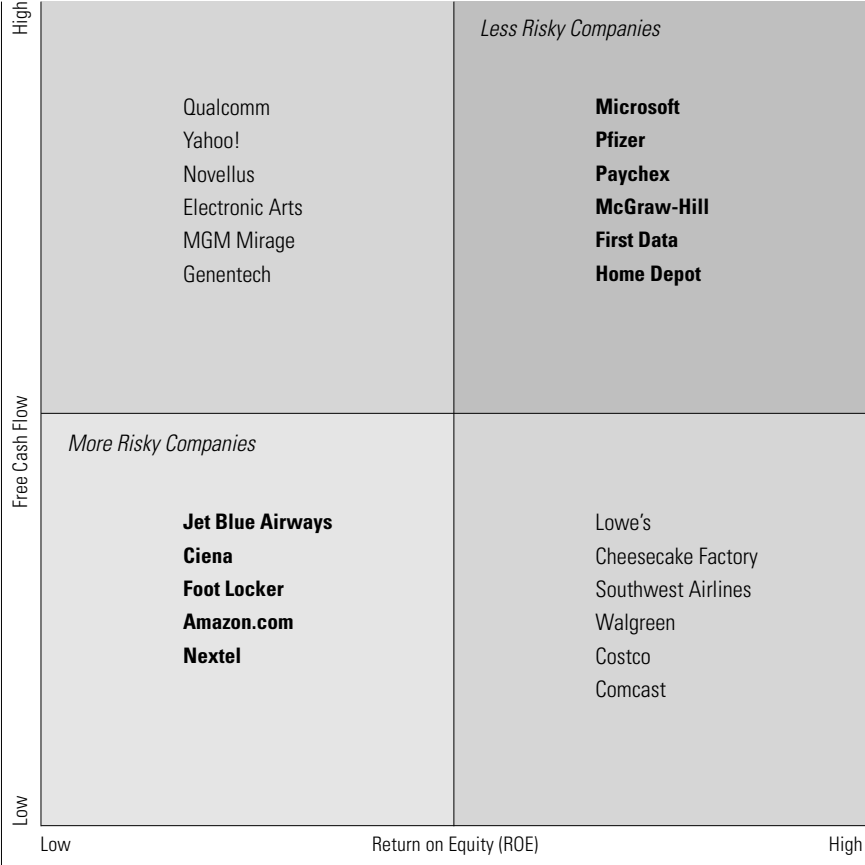 High
Less Risky Companies
Qualcomm
Yahoo!
Novellus
Electronic Arts
MGM Mirage
Genentech
Microsoft
Pfizer
Paychex
McGraw-Hill
First Data
Home Depot
Free Cash Flow
More Risky Companies
Jet Blue Airways
Ciena
Foot Locker
Amazon.com
Nextel
Lowe's
Cheesecake Factory
Southwest Airlines
Walgreen
Costco
Comcast
Low
Low
Return on Equity (ROE)
High